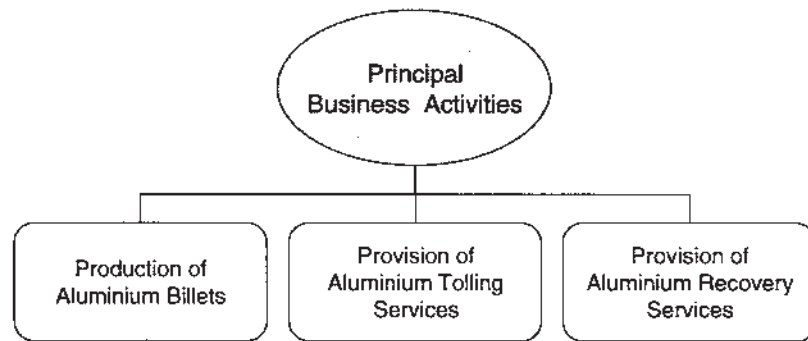 Principal
Business Activities
Production of
Aluminium Billets
Provision of
Aluminium Tolling
Services
Provision of
Aluminium Recovery
Services